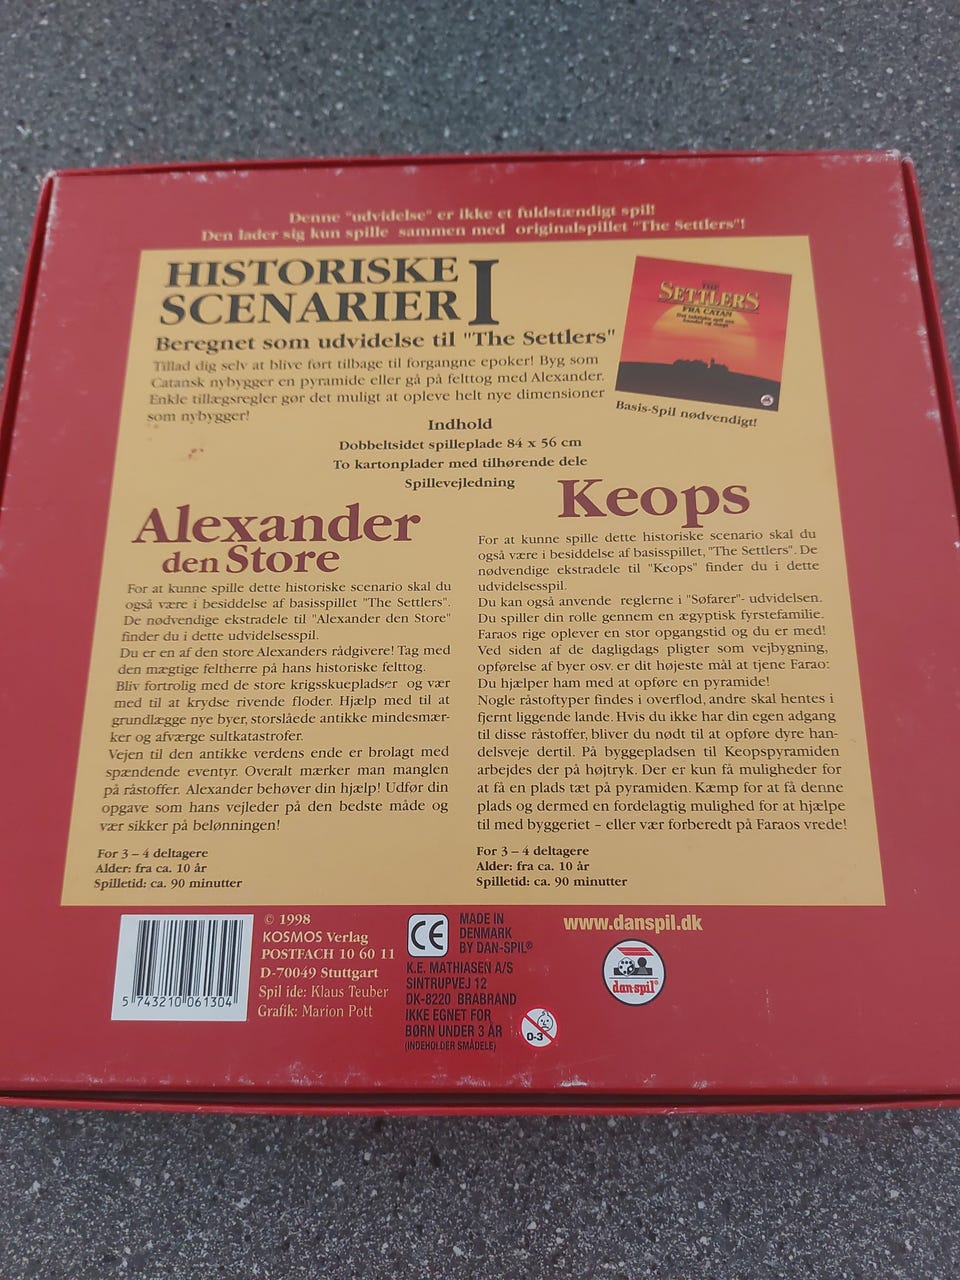 Denne "udvidelse" er ikke et fuldstændigt spil!
Den lader sig kun spille sammen med originalspillet "The Settlers"!
HISTORISKE
SCENARIER I
Beregnet som udvidelse til "The Settlers"
Tillad dig selv at blive ført tilbage til forgangne epoker! Byg som
Catansk nybygger en pyramide eller gå på felttog med Alexander.
Enkle tillægsregler gør det muligt at opleve helt nye dimensioner
som nybygger!
THE
SETTLERS
FRA CATAN
Det taktiske spil om
handel og magt
Basis-Spil nødvendigt!
Indhold
Dobbeltsidet spilleplade 84 x 56 cm
To kartonplader med tilhørende dele
Spillevejledning
Alexander
den Store
For at kunne spille dette historiske scenario skal du
også være i besiddelse af basisspillet "The Settlers".
De nødvendige ekstradele til "Alexander den Store"
finder du i dette udvidelsesspil.
Du er en af den store Alexanders rådgivere! Tag med
den mægtige feltherre på hans historiske felttog.
Bliv fortrolig med de store krigsskuepladser og vær
med til at krydse rivende floder. Hjælp med til at
grundlægge nye byer, storslåede antikke mindesmær-
ker og afværge sultkatastrofer.
Vejen til den antikke verdens ende er brolagt med
spændende eventyr. Overalt mærker man manglen
på råstoffer. Alexander behøver din hjælp! Udfør din
opgave som hans vejleder på den bedste måde og
vær sikker på belønningen!
For 3 – 4 deltagere
Alder: fra ca. 10 år
Spilletid: ca. 90 minutter
Keops
For at kunne spille dette historiske scenario skal du
også være i besiddelse af basisspillet, "The Settlers". De
nødvendige ekstradele til "Keops" finder du i dette
udvidelsesspil.
Du kan også anvende reglerne i "Søfarer"- udvidelsen.
Du spiller din rolle gennem en ægyptisk fyrstefamilie.
Faraos rige oplever en stor opgangstid og du er med!
Ved siden af de dagligdags pligter som vejbygning,
opførelse af byer osv. er dit højeste mål at tjene Farao:
Du hjælper ham med at opføre en pyramide!
Nogle råstoftyper findes i overflod, andre skal hentes i
fjernt liggende lande. Hvis du ikke har din egen adgang
til disse råstoffer, bliver du nødt til at opføre dyre han-
delsveje dertil. På byggepladsen til Keopspyramiden
arbejdes der på højtryk. Der er kun få muligheder for
at få en plads tæt på pyramiden. Kæmp for at få denne
plads og dermed en fordelagtig mulighed for at hjælpe
til med byggeriet – eller vær forberedt på Faraos vrede!
For 3 – 4 deltagere
Alder: fra ca. 10 år
Spilletid: ca. 90 minutter
5 743210 061304
© 1998
KOSMOS Verlag
POSTFACH 10 60 11
D-70049 Stuttgart
Spil ide: Klaus Teuber
Grafik: Marion Pott
CE
MADE IN
DENMARK
BY DAN-SPIL®
K.E. MATHIASEN A/S
SINTRUPVEJ 12
DK-8220 BRABRAND
IKKE EGNET FOR
BØRN UNDER 3 ÅR
(INDEHOLDER SMÅDELE)
0-3
www.danspil.dk
dan-spil®